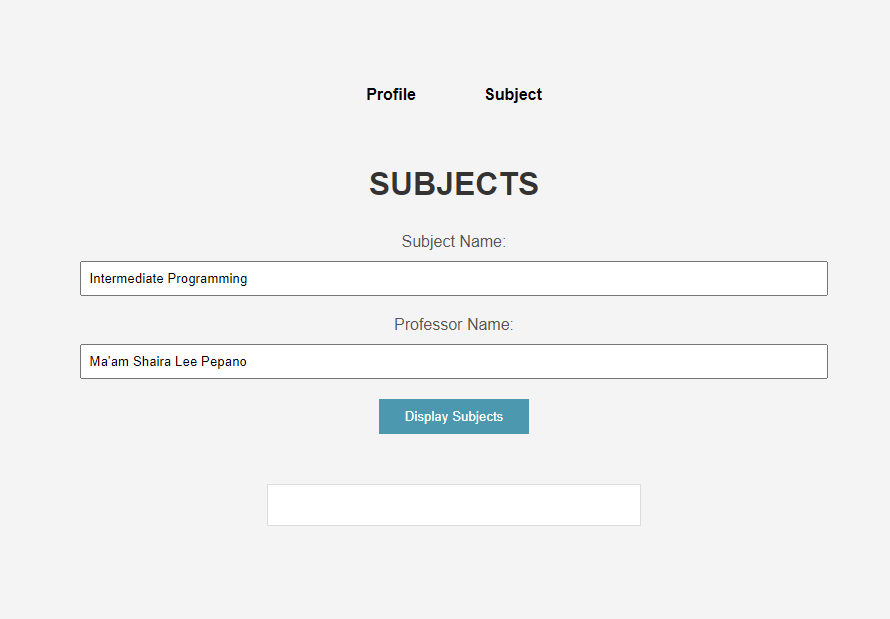 Profile Subject
SUBJECTS
Subject Name:
Intermediate Programming
Professor Name:
Ma'am Shaira Lee Pepano
Display Subjects